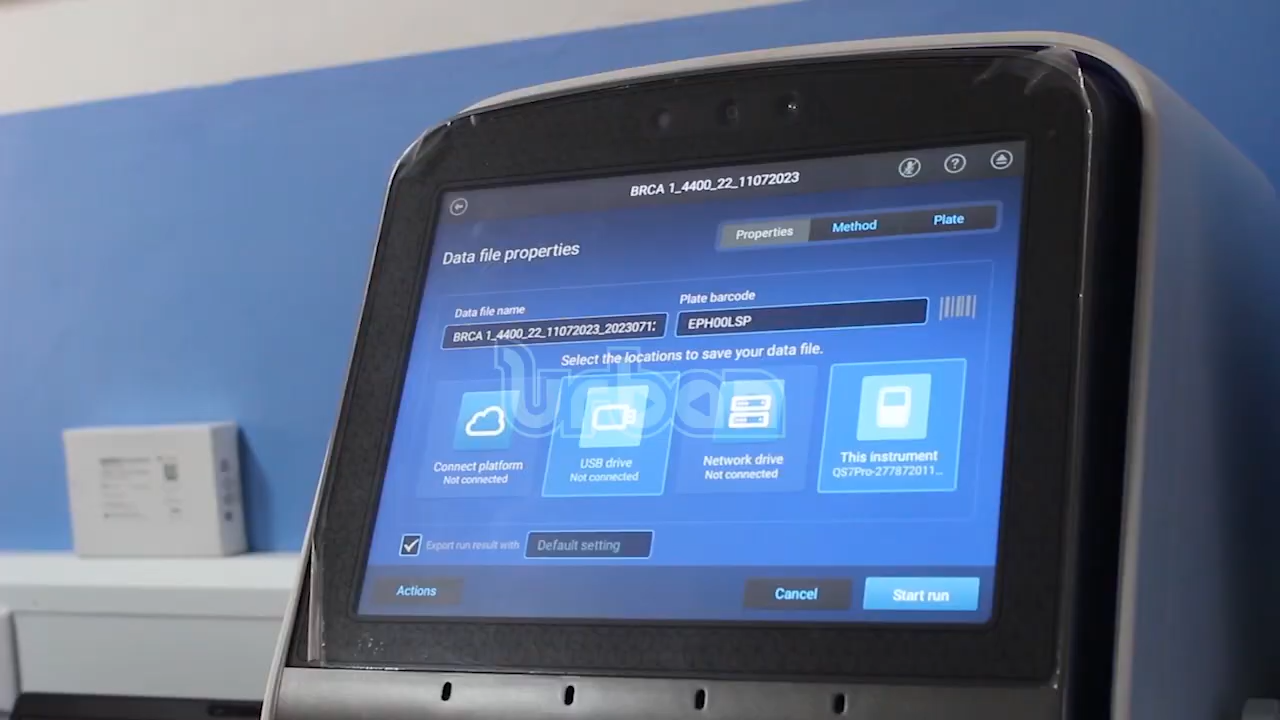 BRCA 1_4400_22_11072023
Properties
Method
Plate
Data file properties
Data file name
Plate barcode
BRCA 1_4400_22_11072023_2023071
EPH00LSP
Select the locations to save your data file.
urban
Connect platform
Not connected
USB drive
Not connected
Network drive
Not connected
This instrument
QS7Pro-277872011...
Export run result with
Default setting
Actions
Cancel
Start run